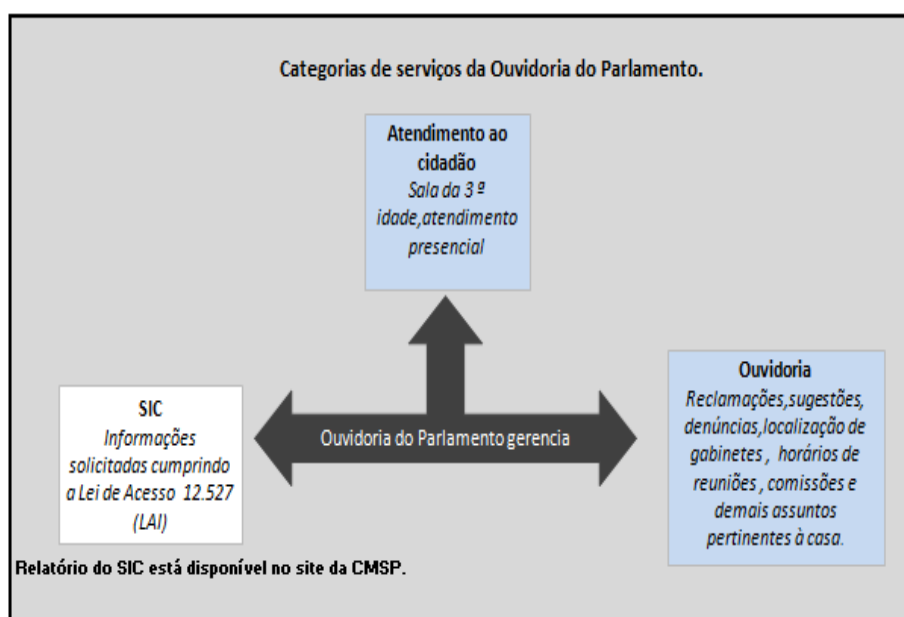 Categorias de serviços da Ouvidoria do Parlamento.
Atendimento ao
cidadão
Sala da 3 ª
idade,atendimento
presencial
SIC
Informações
solicitadas cumprindo
a Lei de Acesso 12.527
(LAI)
Ouvidoria do Parlamento gerencia
Ouvidoria
Reclamações,sugestões,
denúncias,localização de
gabinetes , horários de
reuniões , comissões e
demais assuntos
pertinentes à casa.
Relatório do SIC está disponível no site da CMSP.